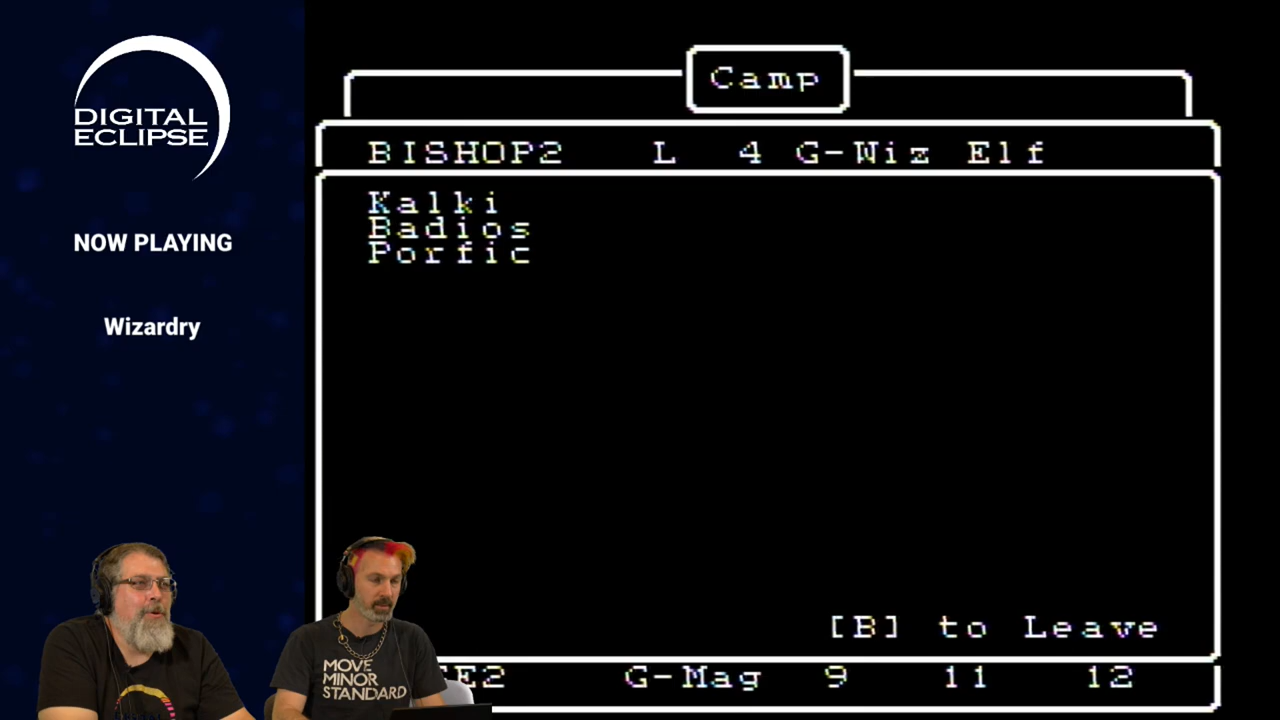 DIGITAL
ECLIPSE
NOW PLAYING
Wizardry
Camp
BISHOP2 L 4 G-Wiz Elf
Kalki
Badios
Porfic
[B] to Leave
G-Mag 9 11 12
MOVE
MINOR
STANDARD